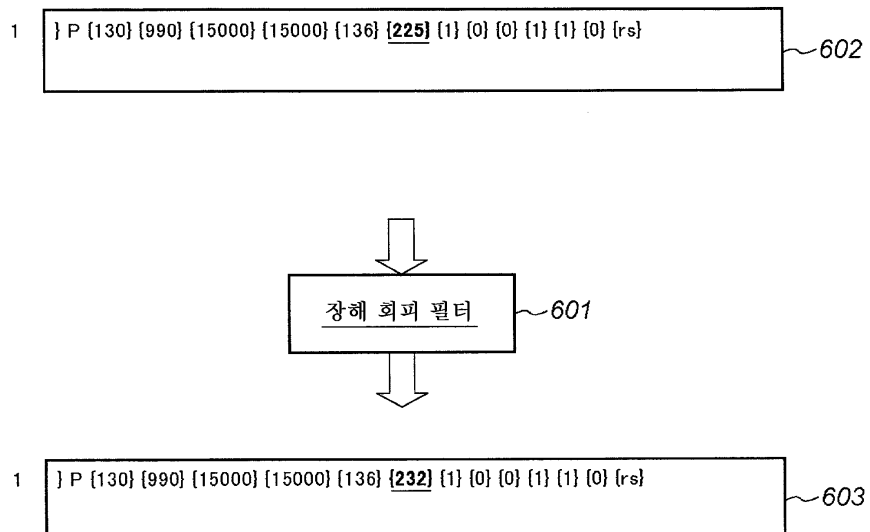 1 } P {130} {990} {15000} {15000} {136} {225} {1} {0} {0} {1} {1} {0} {rs}
602
장해 회피 필터
601
1 } P {130} {990} {15000} {15000} {136} {232} {1} {0} {0} {1} {1} {0} {rs}
603